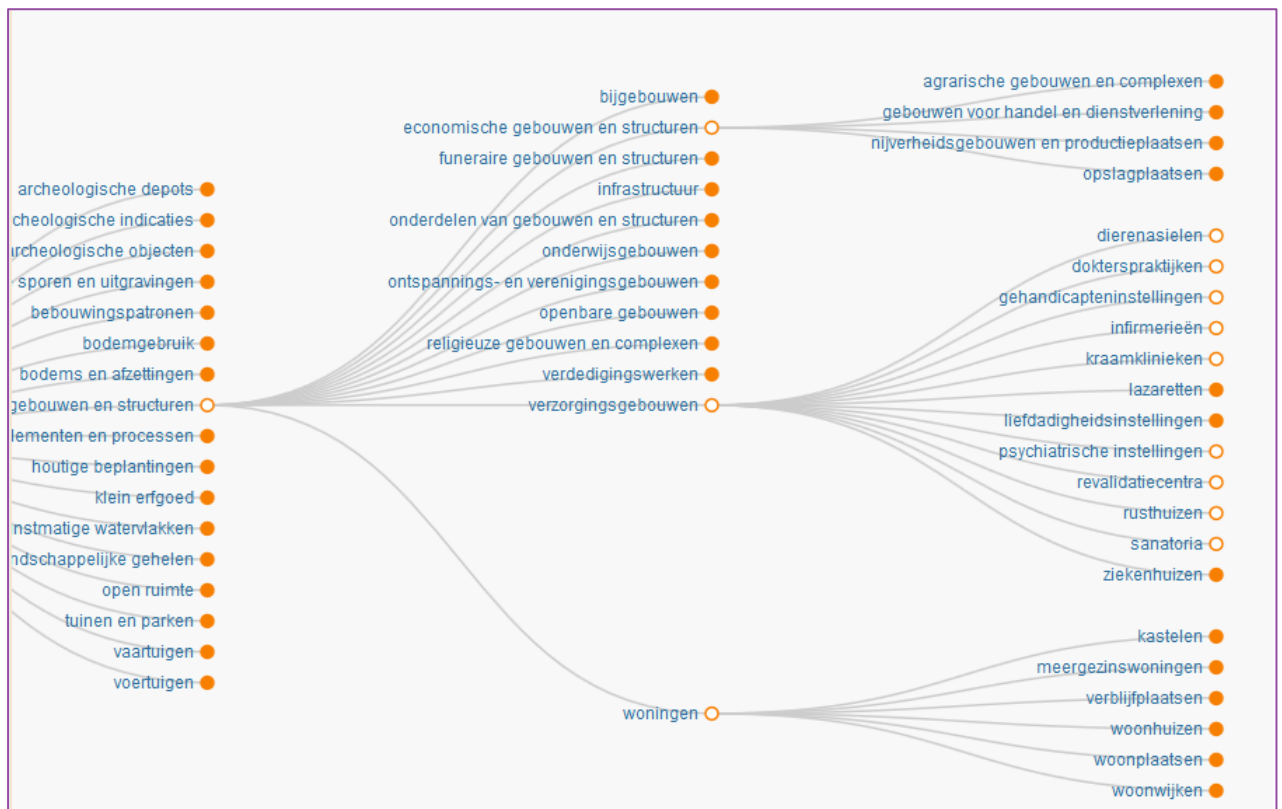 archeologische depots
cheologische indicaties
rcheologische objecten
sporen en uitgravingen
bebouwingspatronen
bodemgebruik
bodems en afzettingen
gebouwen en structuren
lementen en processen
houtige beplantingen
klein erfgoed
nstmatige watervlakken
ndschappelijke gehelen
open ruimte
tuinen en parken
vaartuigen
voertuigen
bijgebouwen
economische gebouwen en structuren
funeraire gebouwen en structuren
infrastructuur
onderdelen van gebouwen en structuren
onderwijsgebouwen
ontspannings- en verenigingsgebouwen
openbare gebouwen
religieuze gebouwen en complexen
verdedigingswerken
verzorgingsgebouwen
woningen
agrarische gebouwen en complexen
gebouwen voor handel en dienstverlening
nijverheidsgebouwen en productieplaatsen
opslagplaatsen
dierenasielen
dokterspraktijken
gehandicapteninstellingen
infirmerieën
kraamklinieken
lazaretten
liefdadigheidsinstellingen
psychiatrische instellingen
revalidatiecentra
rusthuizen
sanatoria
ziekenhuizen
kastelen
meergezinswoningen
verblijfplaatsen
woonhuizen
woonplaatsen
woonwijken